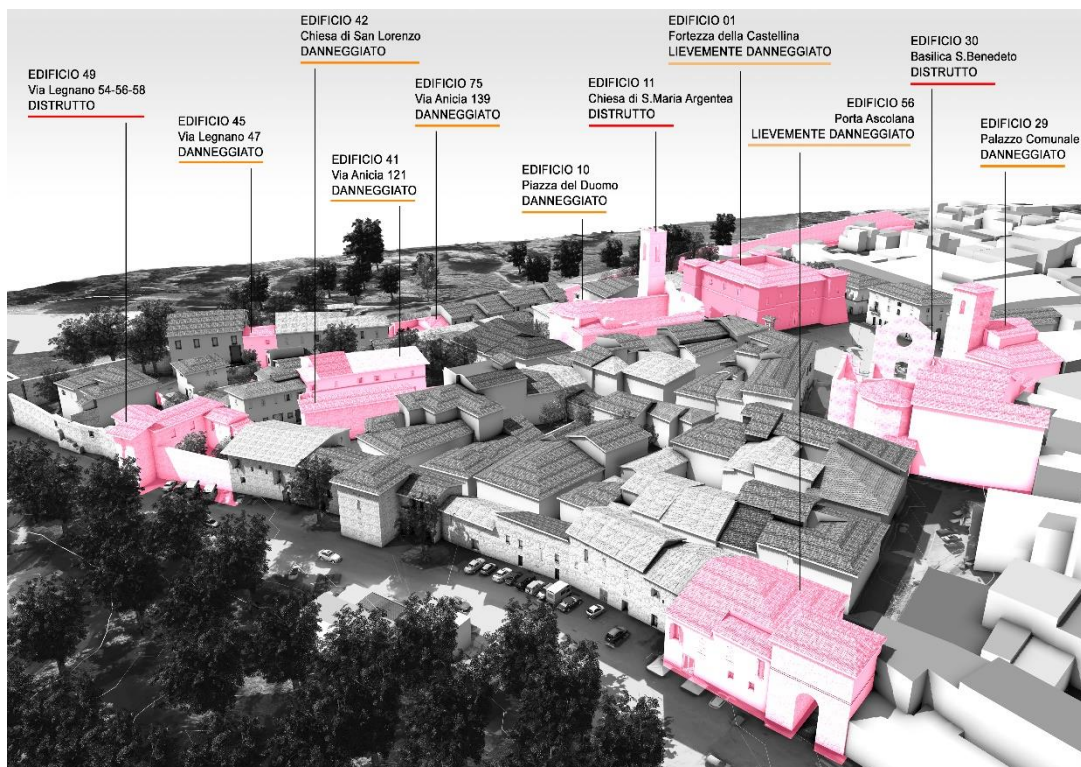 EDIFICIO 49
Via Legnano 54-56-58
DISTRUTTO
EDIFICIO 45
Via Legnano 47
DANNEGGIATO
EDIFICIO 42
Chiesa di San Lorenzo
DANNEGGIATO
EDIFICIO 41
Via Anicia 121
DANNEGGIATO
EDIFICIO 75
Via Anicia 139
DANNEGGIATO
EDIFICIO 10
Piazza del Duomo
DANNEGGIATO
EDIFICIO 11
Chiesa di S.Maria Argentea
DISTRUTTO
EDIFICIO 01
Fortezza della Castellina
LIEVEMENTE DANNEGGIATO
EDIFICIO 56
Porta Ascolana
LIEVEMENTE DANNEGGIATO
EDIFICIO 30
Basilica S.Benedeto
DISTRUTTO
EDIFICIO 29
Palazzo Comunale
DANNEGGIATO